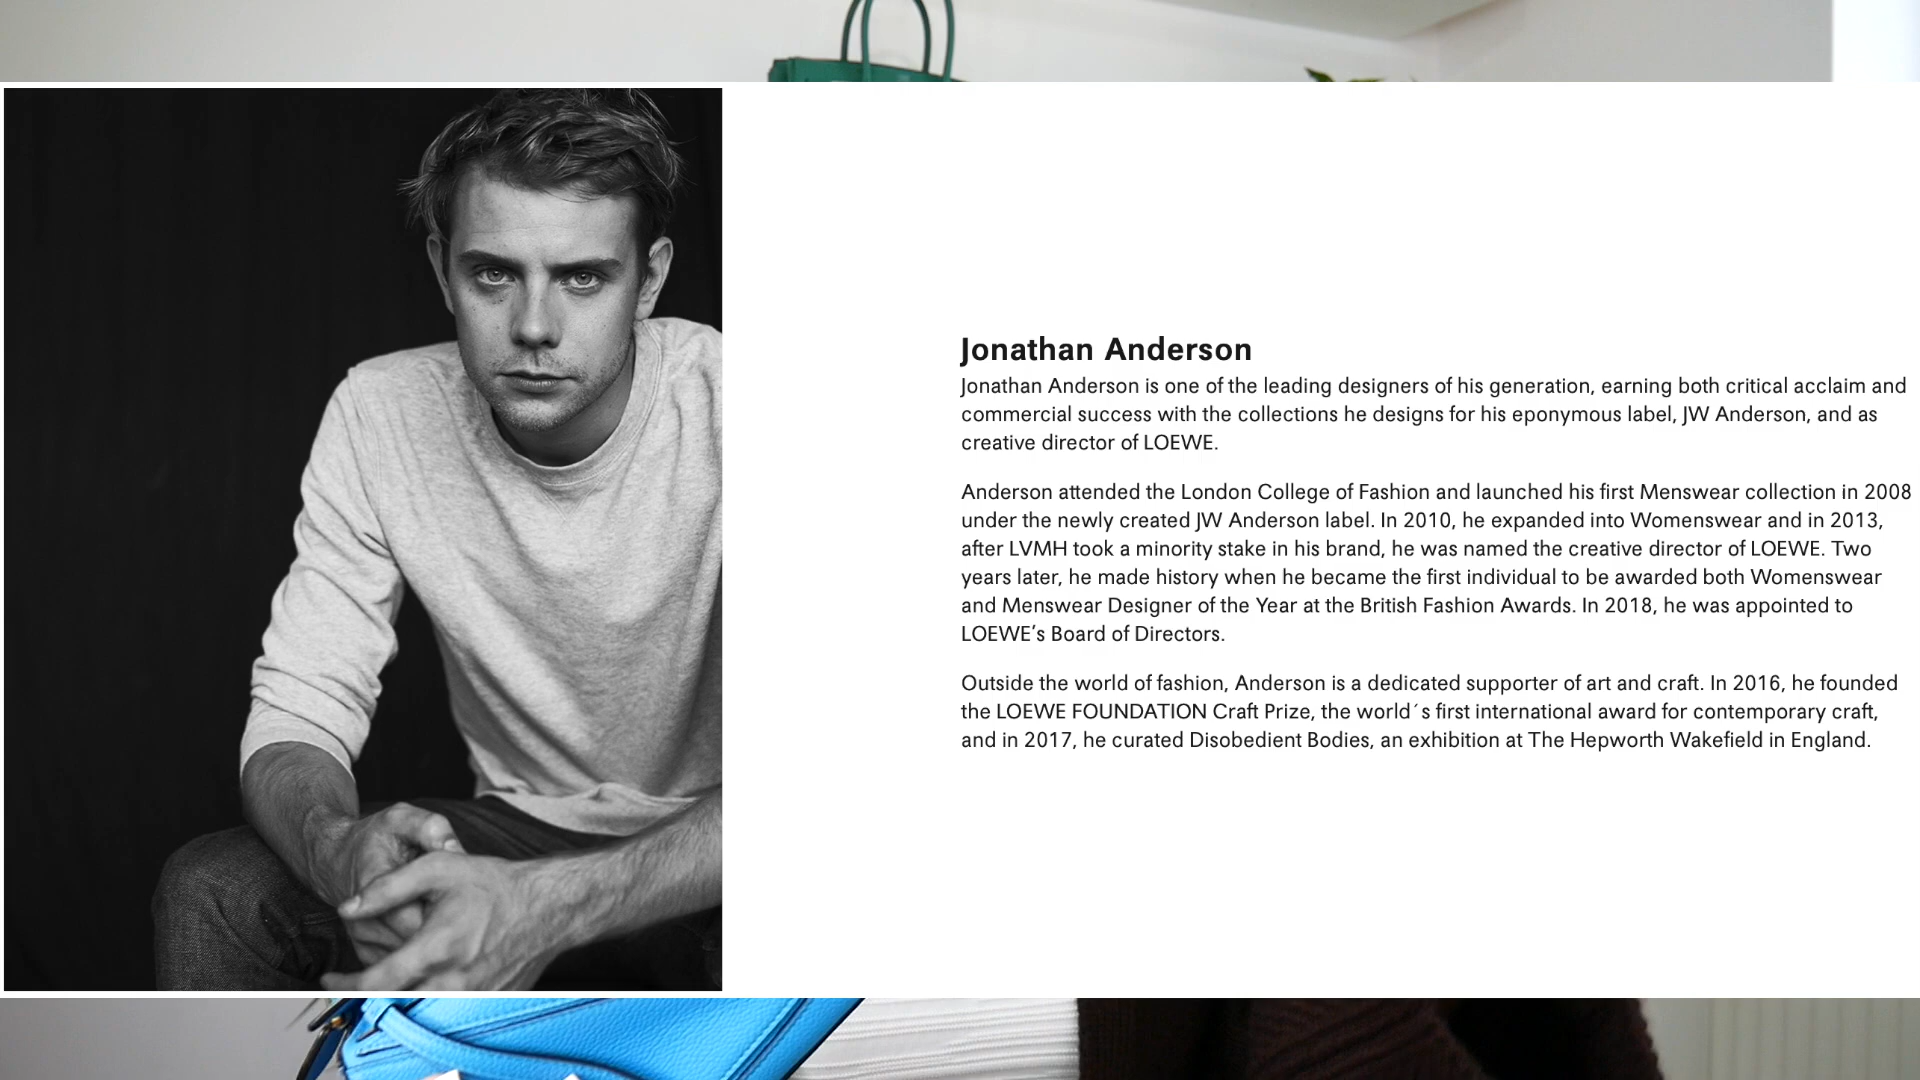 Jonathan Anderson
Jonathan Anderson is one of the leading designers of his generation, earning both critical acclaim and
commercial success with the collections he designs for his eponymous label, JW Anderson, and as
creative director of LOEWE.
Anderson attended the London College of Fashion and launched his first Menswear collection in 2008
under the newly created JW Anderson label. In 2010, he expanded into Womenswear and in 2013,
after LVMH took a minority stake in his brand, he was named the creative director of LOEWE. Two
years later, he made history when he became the first individual to be awarded both Womenswear
and Menswear Designer of the Year at the British Fashion Awards. In 2018, he was appointed to
LOEWE’s Board of Directors.
Outside the world of fashion, Anderson is a dedicated supporter of art and craft. In 2016, he founded
the LOEWE FOUNDATION Craft Prize, the world´s first international award for contemporary craft,
and in 2017, he curated Disobedient Bodies, an exhibition at The Hepworth Wakefield in England.